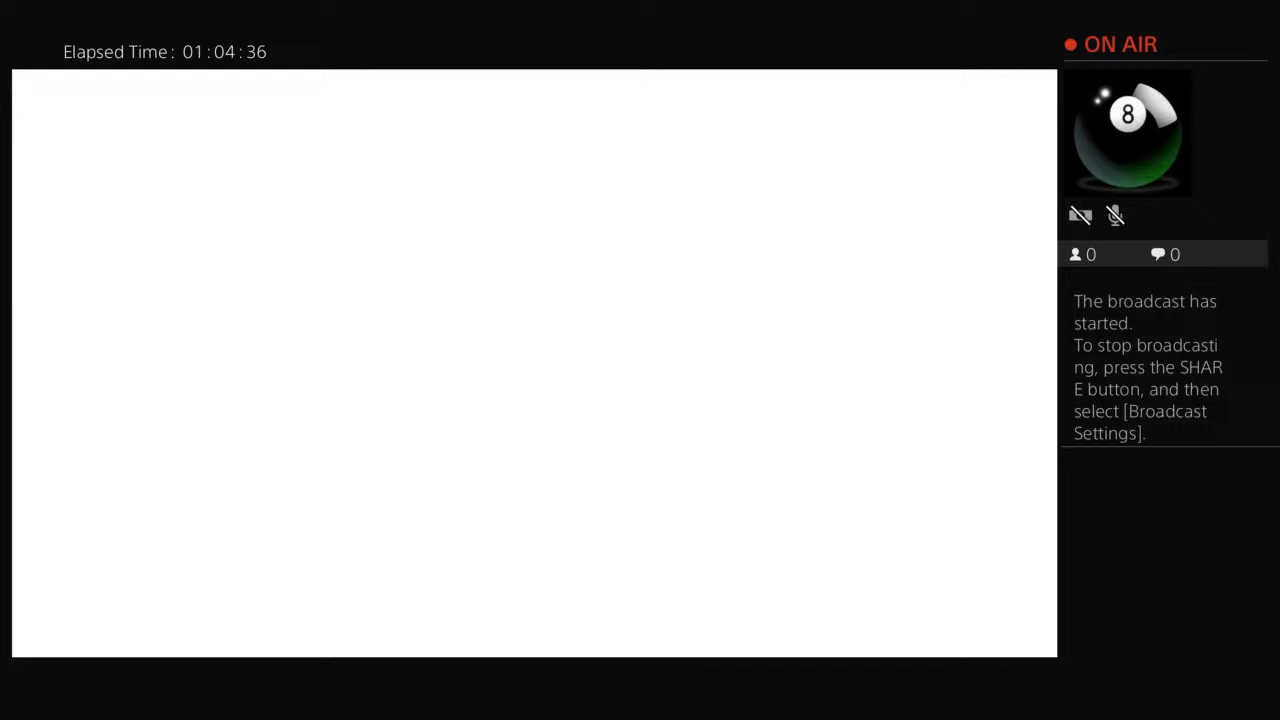 Elapsed Time: 01:04:36
ON AIR
8
0 0
The broadcast has
started.
To stop broadcasti
ng, press the SHAR
E button, and then
select [Broadcast
Settings].